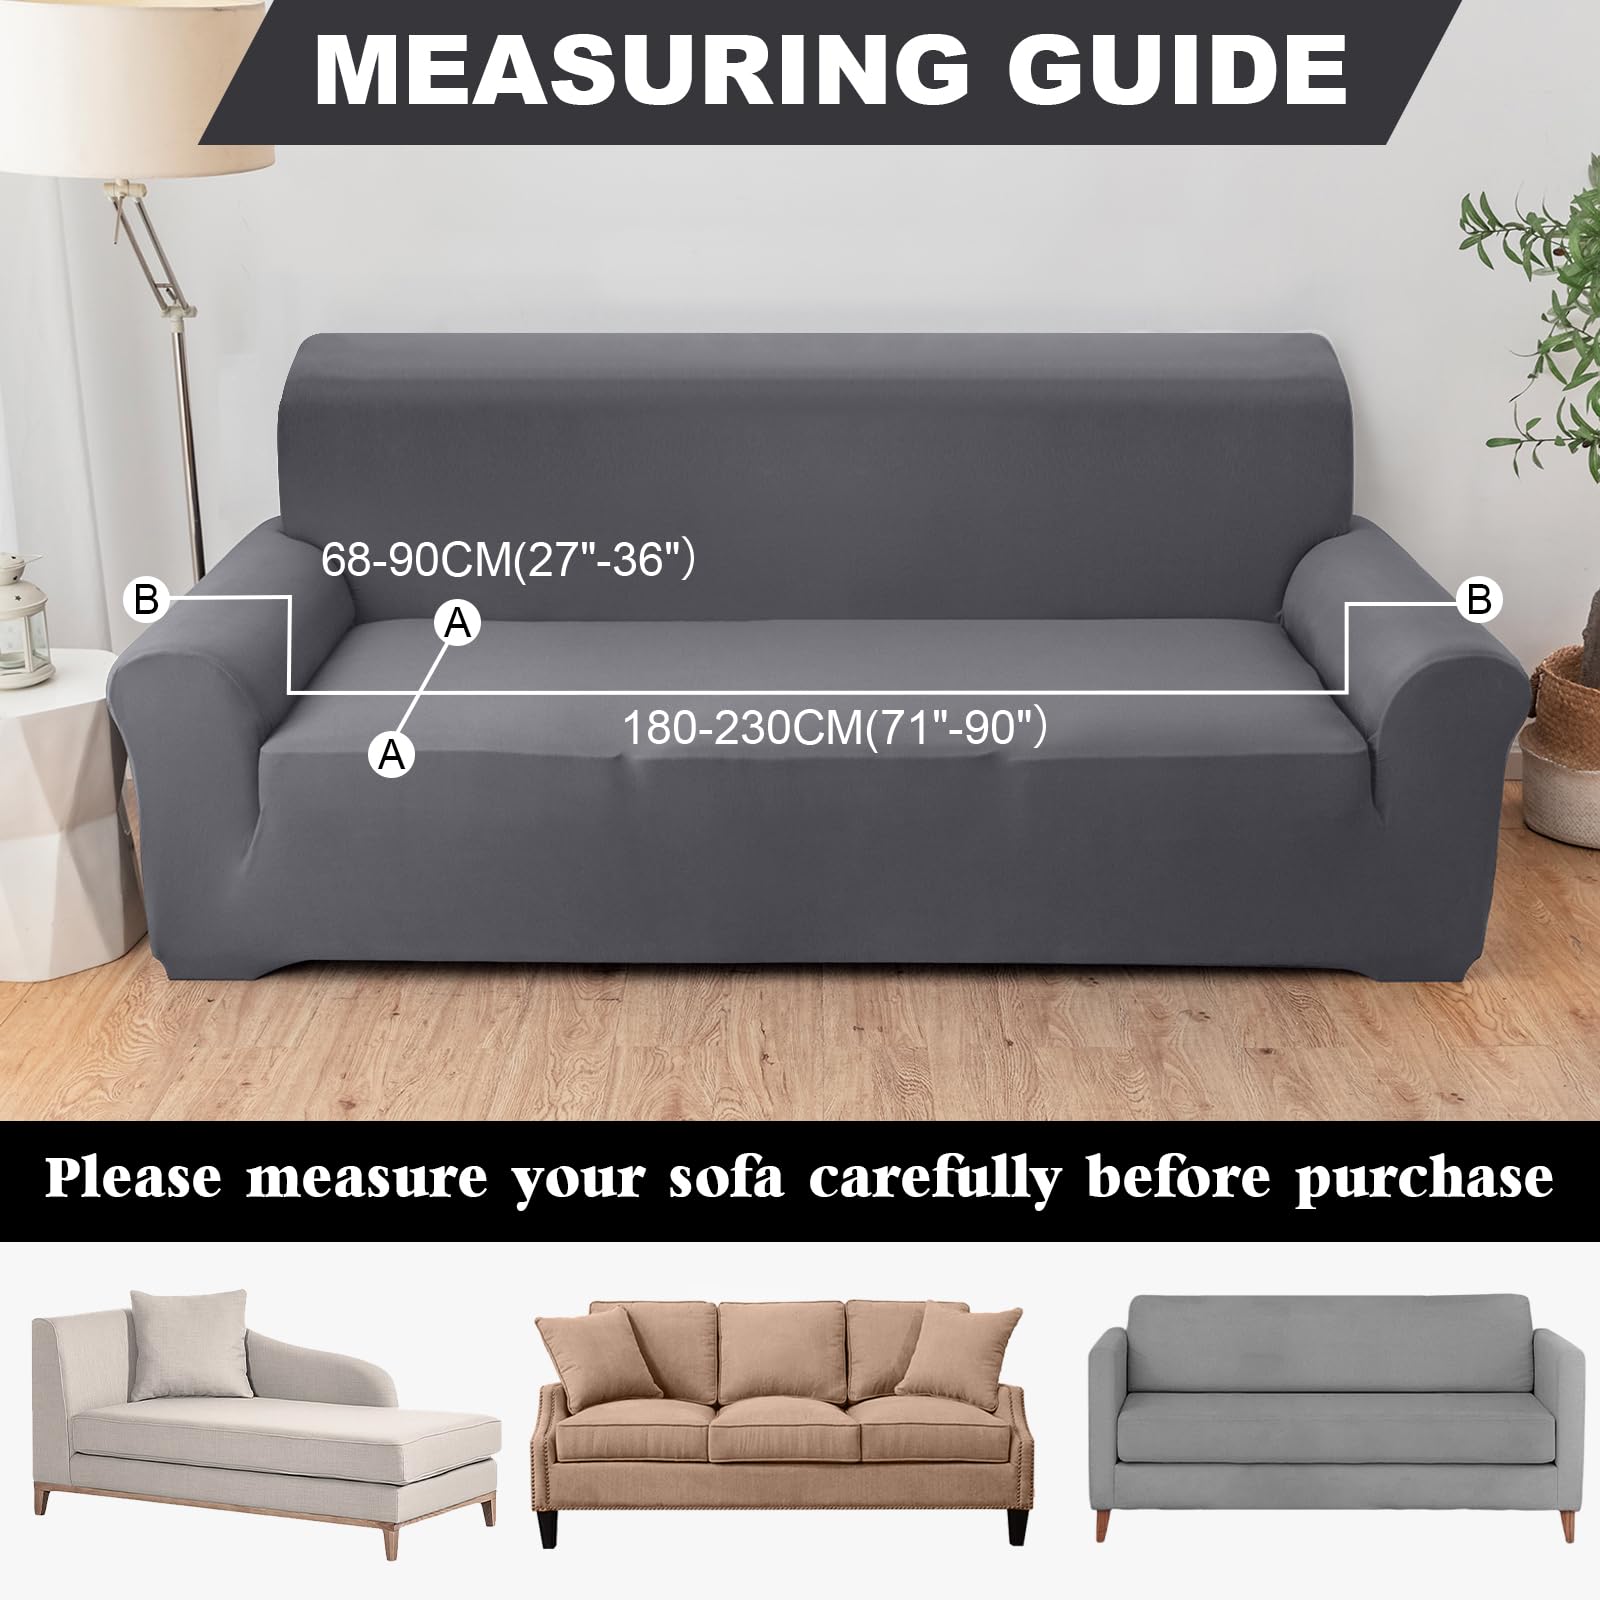 MEASURING GUIDE
68-90CM(27"-36")
B
A
B
A
180-230CM(71"-90")
Please measure your sofa carefully before purchase